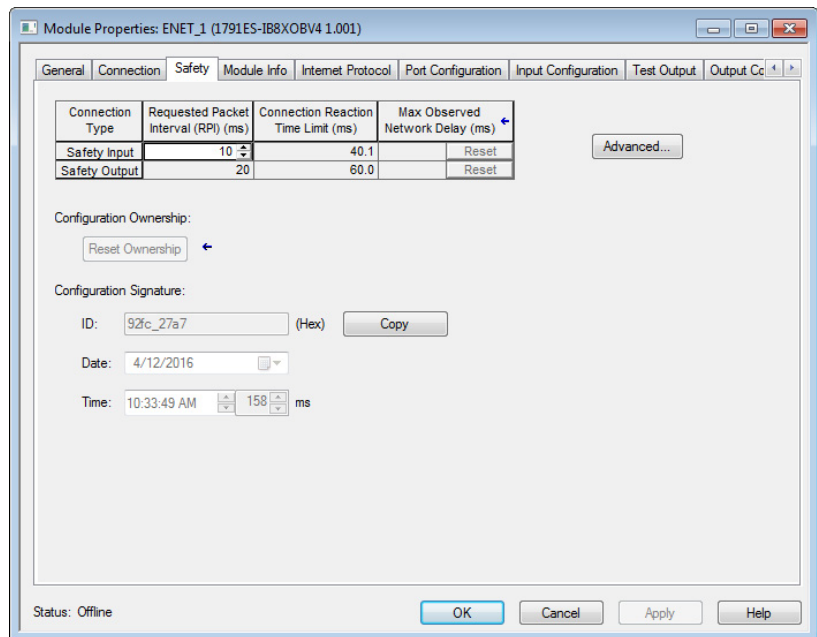 Module Properties: ENET_1 (1791ES-IB8XOBV4 1.001)
General Connection Safety Module Info Internet Protocol Port Configuration Input Configuration Test Output Output Co
Connection Type Requested Packet Interval (RPI) (ms) Connection Reaction Time Limit (ms) Max Observed Network Delay (ms)
Safety Input 10 40.1 Reset
Safety Output 20 60.0 Reset
Advanced...
Configuration Ownership:
Reset Ownership
Configuration Signature:
ID: 92fc_27a7 (Hex) Copy
Date: 4/12/2016
Time: 10:33:49 AM 158 ms
Status: Offline OK Cancel Apply Help